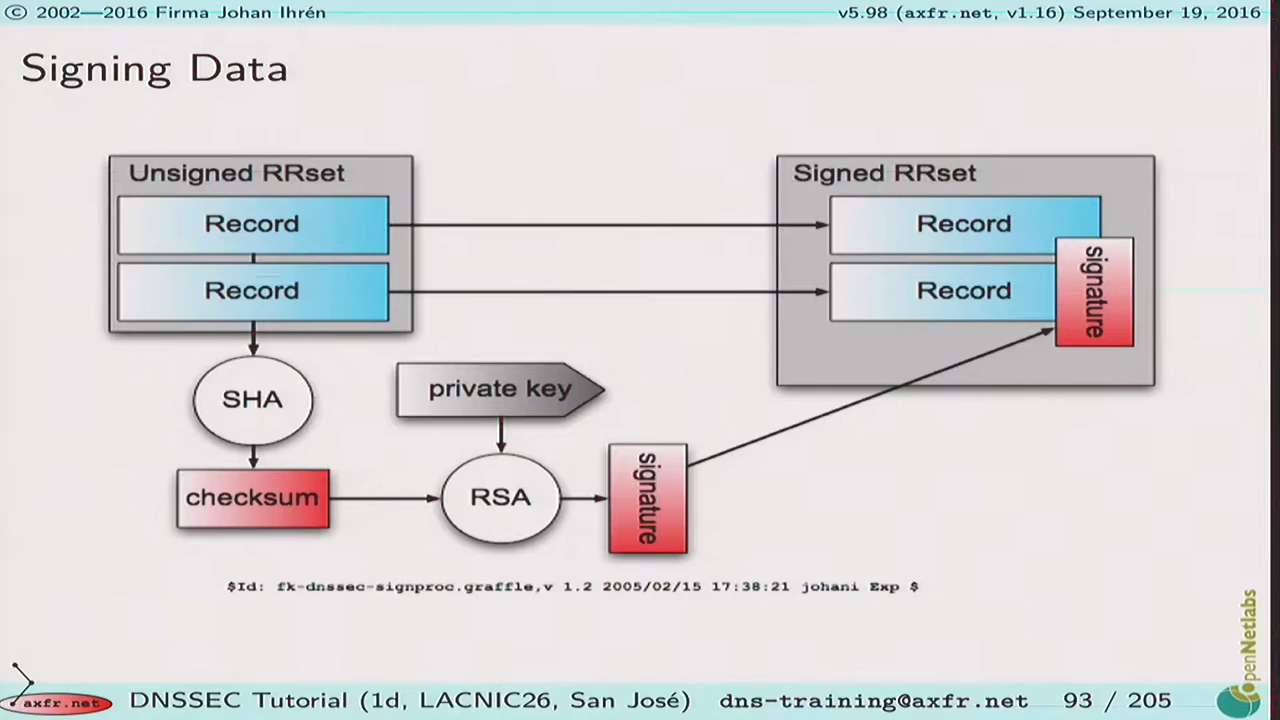 © 2002—2016 Firma Johan Ihrén
v5.98 (axfr.net, v1.16) September 19, 2016
Signing Data
Unsigned RRset
Record
Record
SHA
checksum
private key
RSA
signature
Signed RRset
Record
Record
signature
$Id: fk-dnssec-signproc.graffle,v 1.2 2005/02/15 17:38:21 johani Exp $
OpenNetlabs
axfr.net
DNSSEC Tutorial (1d, LACNIC26, San José)
dns-training@axfr.net
93 / 205